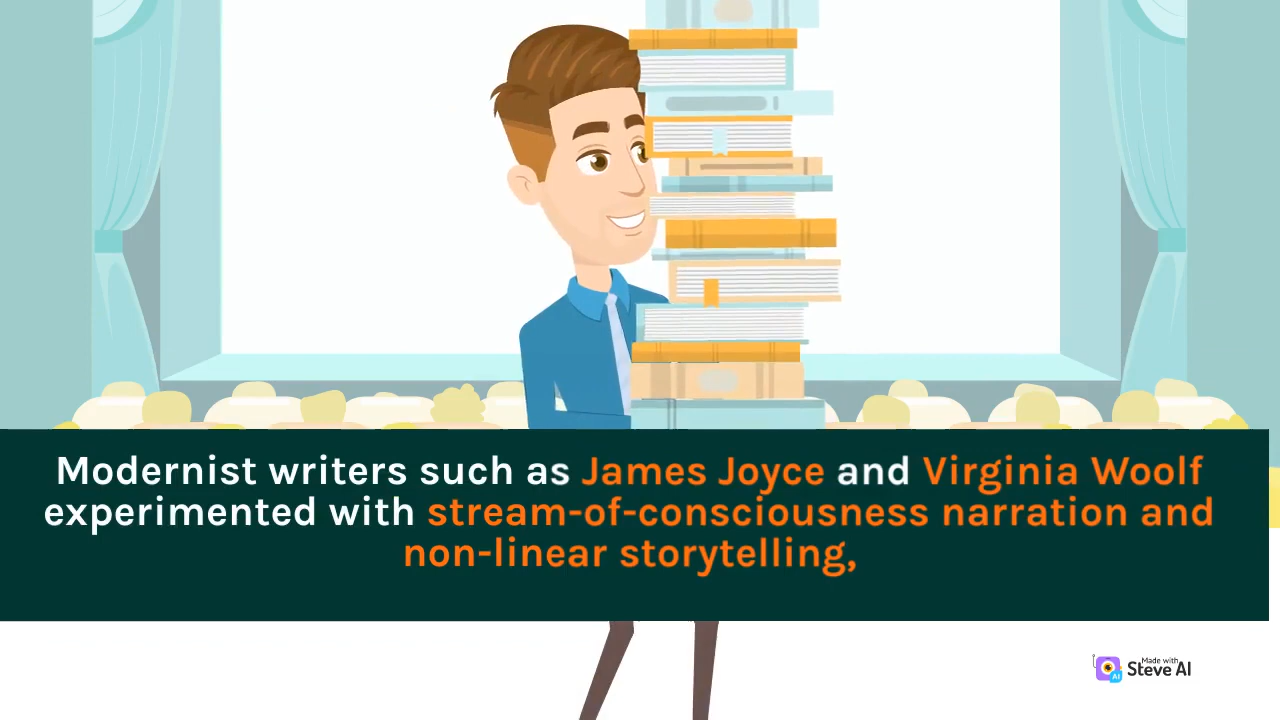 Modernist writers such as James Joyce and Virginia Woolf
experimented with stream-of-consciousness narration and
non-linear storytelling,
Made with
Steve AI
AI